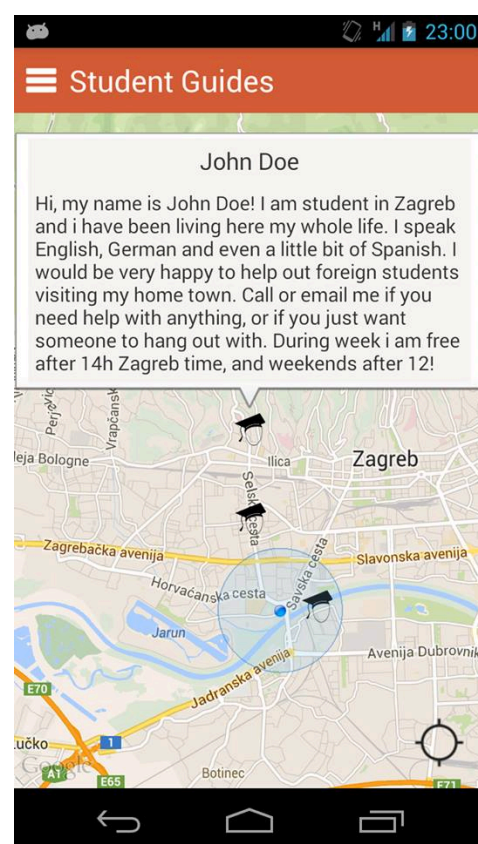 H
23:00
Student Guides
John Doe
Hi, my name is John Doe! I am student in Zagreb
and i have been living here my whole life. I speak
English, German and even a little bit of Spanish. I
would be very happy to help out foreign students
visiting my home town. Call or email me if you
need help with anything, or if you just want
someone to hang out with. During week i am free
after 14h Zagreb time, and weekends after 12!
Vrapčans
leja Bologne
Ilica
Zagreb
Selska cesta
Zagrebačka avenija
Slavonska avenija
Savska cesta
Horvaćanska cesta
Jarun
Avenija Dubrovnik
Jadranska avenija
E70
Lučko
1
Google
A1
E65
Botinec
E71